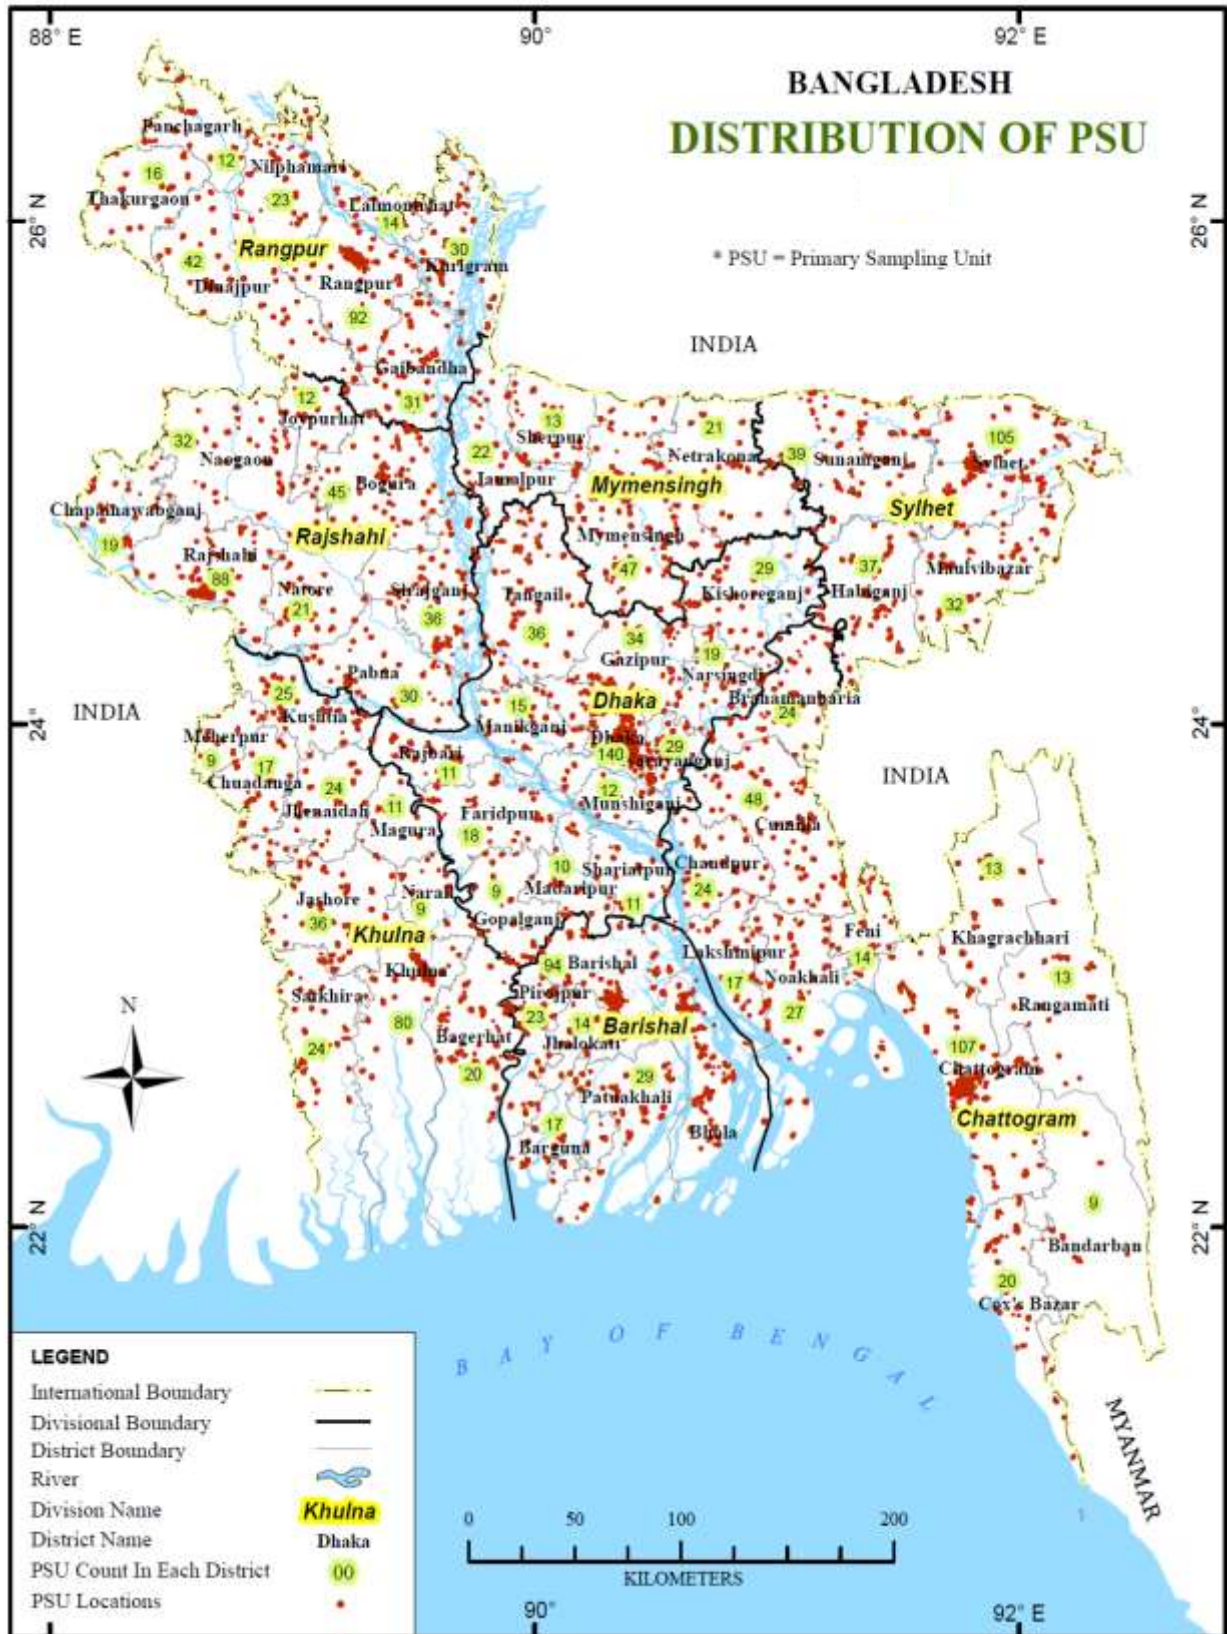 88° E
90°
92° E
BANGLADESH
DISTRIBUTION OF PSU
* PSU = Primary Sampling Unit
26° N
26° N
24° N
24° N
22° N
22° N
Panchagarh
12
Nilphamari
16
Thakurgaon
23
Lalmonirhat
14
Rangpur
30
Kurigram
42
Dinajpur
Rangpur
92
INDIA
Gaibandha
31
12
Joypurhat
32
Naogaon
13
Sherpur
21
Netrakona
22
Jamalpur
39
Sunamganj
105
Sylhet
Bogura
45
Mymensingh
Sylhet
Chapainawabganj
19
Rajshahi
Rajshahi
88
Mymensingh
47
29
Kishoreganj
37
Habiganj
Maulvibazar
32
Natore
21
Sirajganj
36
Tangail
36
34
Gazipur
19
Narsingdi
Pabna
30
25
Kushtia
15
Manikganj
Dhaka
Brahamanbaria
24
INDIA
Meherpur
9
17
Chuadanga
Dhaka
140
29
Narayanganj
INDIA
Rajbari
11
24
Jhenaidah
11
Magura
12
Munshiganj
48
Cumilla
Faridpur
18
10
Madaripur
Shariatpur
11
Chandpur
24
13
Khagrachhari
Jashore
36
Narail
9
9
Gopalganj
Khulna
Feni
14
Khulna
94
Barishal
Lakshmipur
17
Noakhali
27
13
Rangamati
Satkhira
24
80
Bagerhat
20
Pirojpur
23
14
Jhalokati
Barishal
107
Chattogram
Chattogram
29
Patuakhali
17
Barguna
Bhola
9
Bandarban
20
Cox's Bazar
N
BAY OF BENGAL
MYANMAR
LEGEND
International Boundary
Divisional Boundary
District Boundary
River
Division Name Khulna
District Name Dhaka
PSU Count In Each District 00
PSU Locations
0 50 100 200
KILOMETERS
90°
92° E